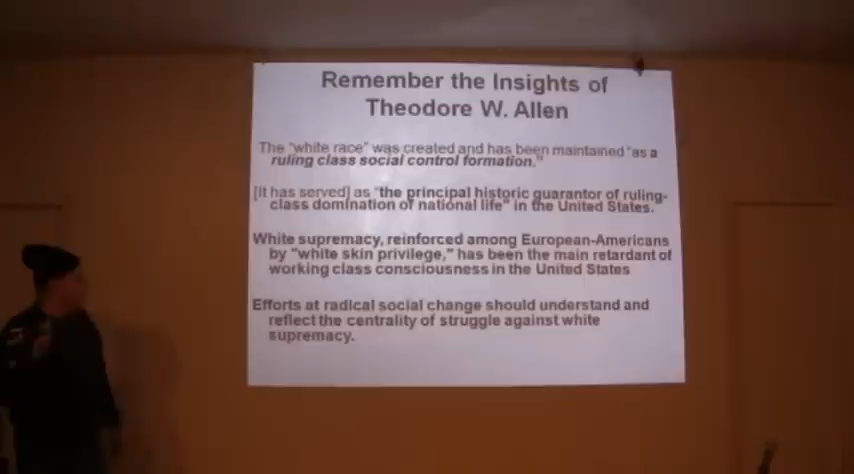 Remember the Insights of
Theodore W. Allen
The "white race" was created and has been maintained "as a
ruling class social control formation."
[It has served] as "the principal historic guarantor of ruling-
class domination of national life" in the United States.
White supremacy, reinforced among European-Americans
by "white skin privilege," has been the main retardant of
working class consciousness in the United States
Efforts at radical social change should understand and
reflect the centrality of struggle against white
supremacy.